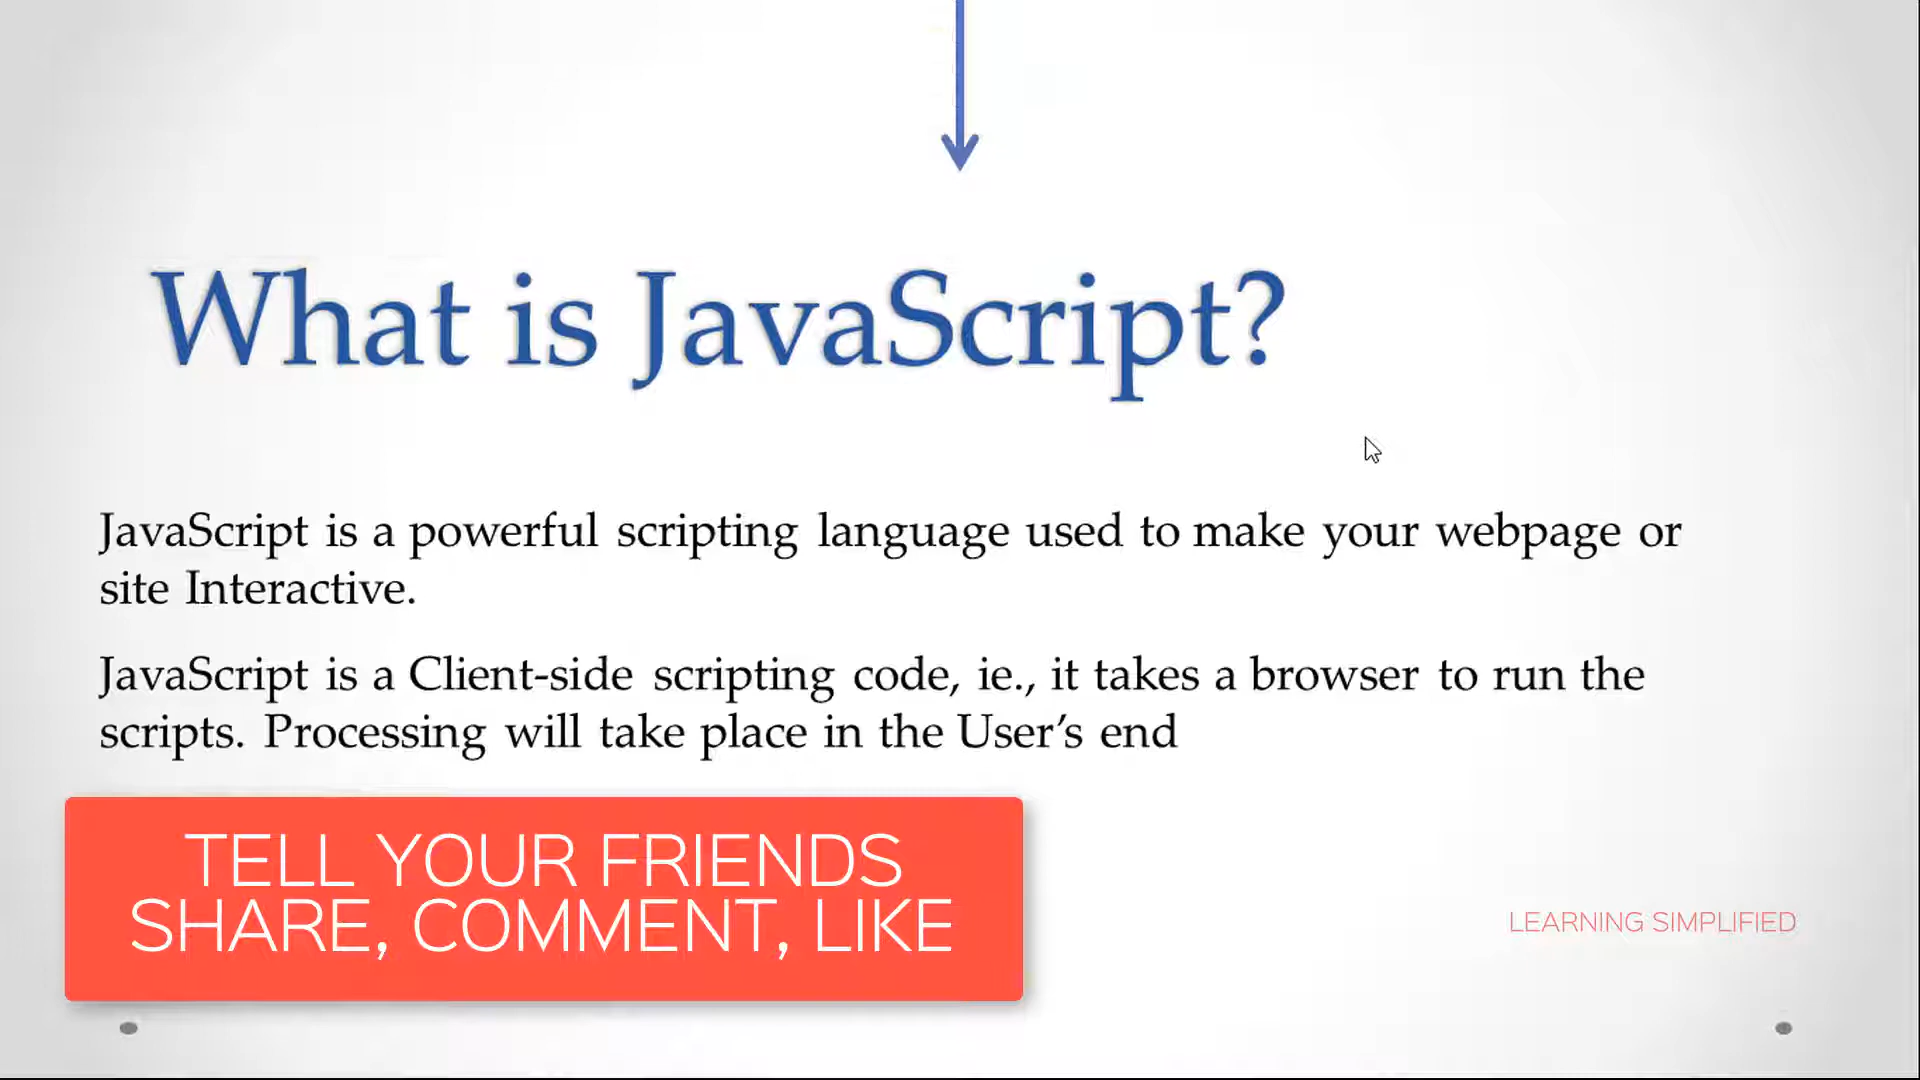 What is JavaScript?
JavaScript is a powerful scripting language used to make your webpage or
site Interactive.
JavaScript is a Client-side scripting code, ie., it takes a browser to run the
scripts. Processing will take place in the User’s end
TELL YOUR FRIENDS
SHARE, COMMENT, LIKE
LEARNING SIMPLIFIED